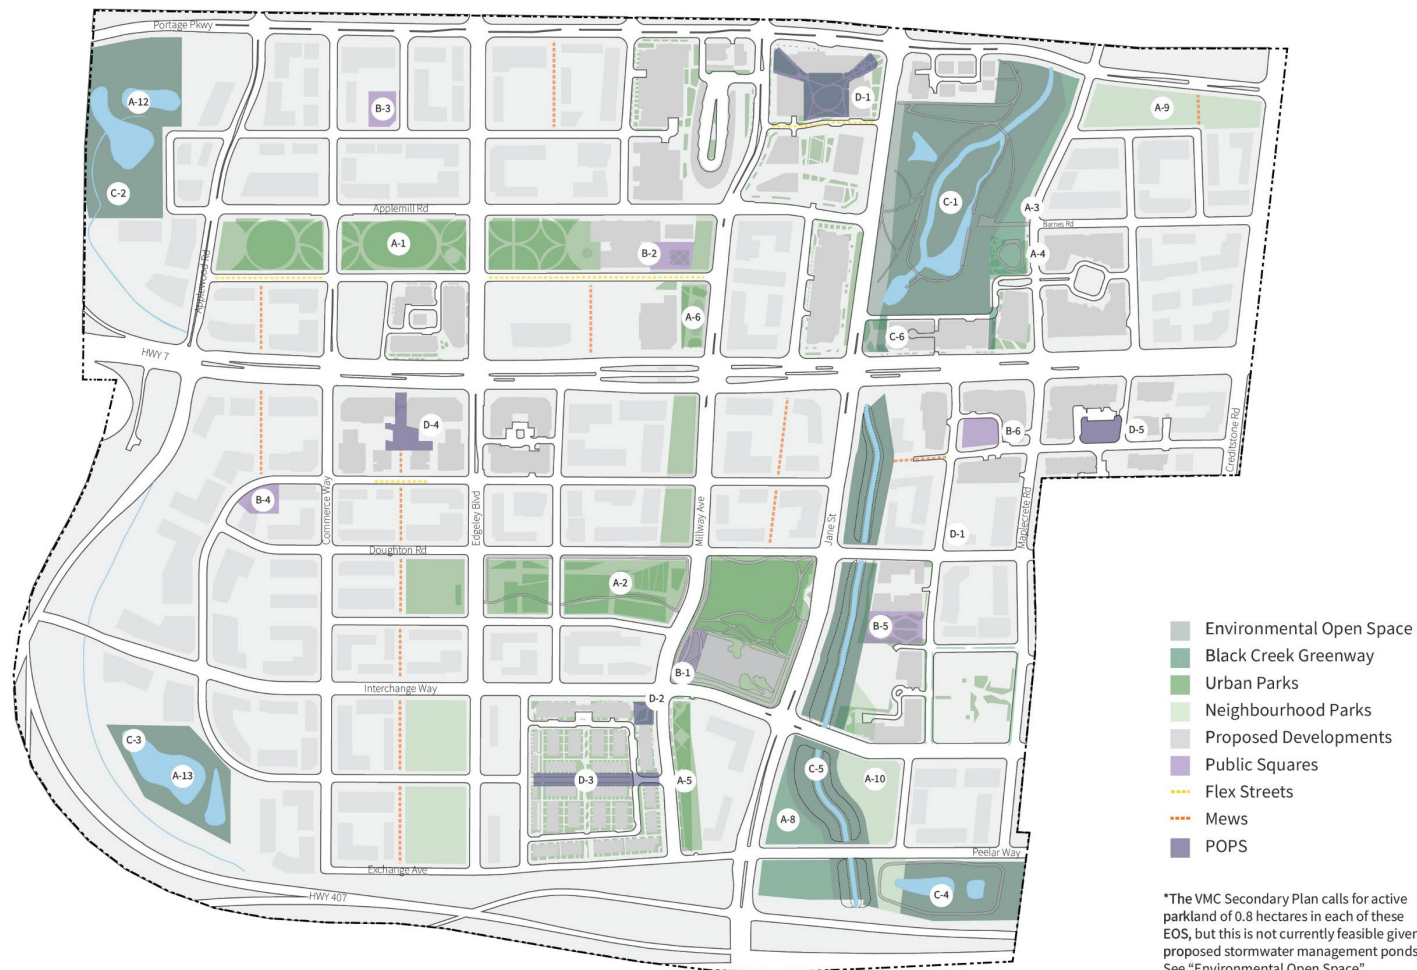 Portage Pkwy
A-12
B-3
D-1
A-9
C-2
C-1
Applemill Rd
A-3
Barnes Rd
A-1
B-2
A-4
Applewood Rd
A-6
C-6
HWY 7
D-4
B-6
D-5
Creditstone Rd
B-4
Commerce Way
Edgeley Blvd
Millway Ave
Jane St
D-1
Maplecrete Rd
Doughton Rd
A-2
B-5
B-1
Interchange Way
D-2
C-3
A-13
D-3
A-5
C-5
A-10
A-8
Peelar Way
Exchange Ave
HWY 407
C-4
Environmental Open Space
Black Creek Greenway
Urban Parks
Neighbourhood Parks
Proposed Developments
Public Squares
Flex Streets
Mews
POPS
*The VMC Secondary Plan calls for active
parkland of 0.8 hectares in each of these
EOS, but this is not currently feasible given
proposed stormwater management ponds
See “Environmental Open Space”